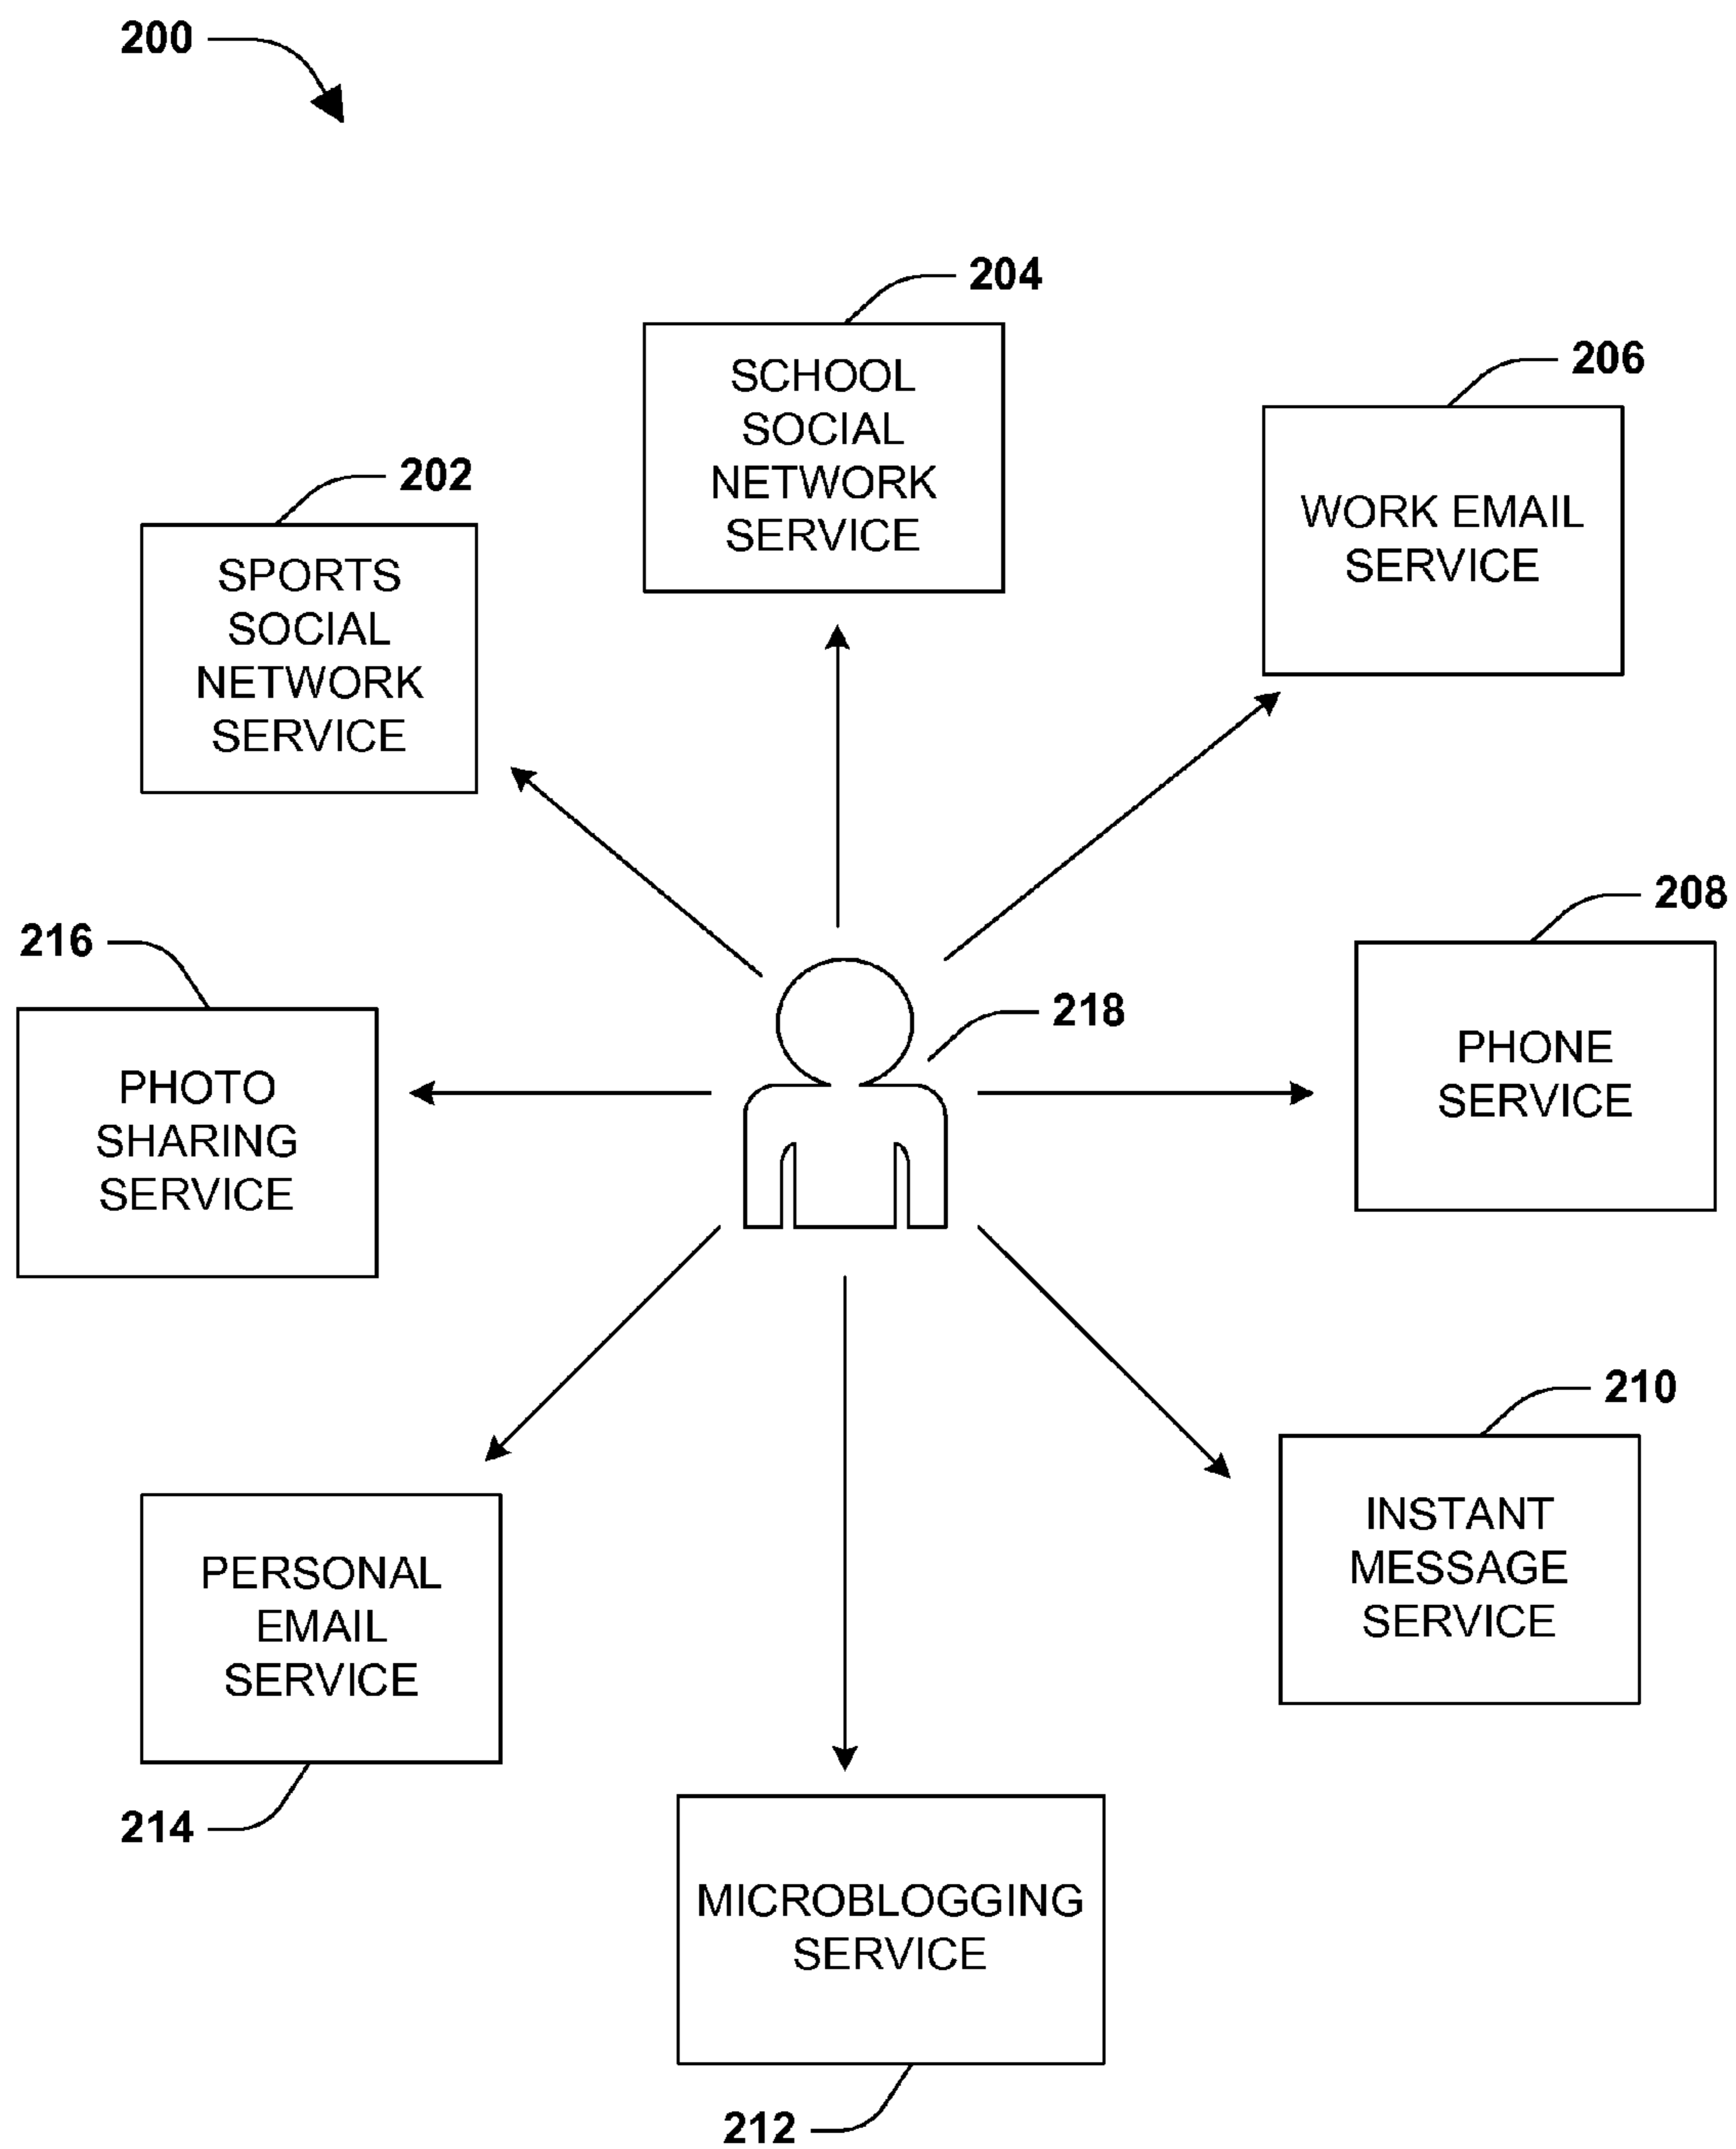 200
204
SCHOOL
SOCIAL
NETWORK
SERVICE
206
WORK EMAIL
SERVICE
202
SPORTS
SOCIAL
NETWORK
SERVICE
208
PHONE
SERVICE
216
PHOTO
SHARING
SERVICE
218
210
INSTANT
MESSAGE
SERVICE
PERSONAL
EMAIL
SERVICE
214
MICROBLOGGING
SERVICE
212